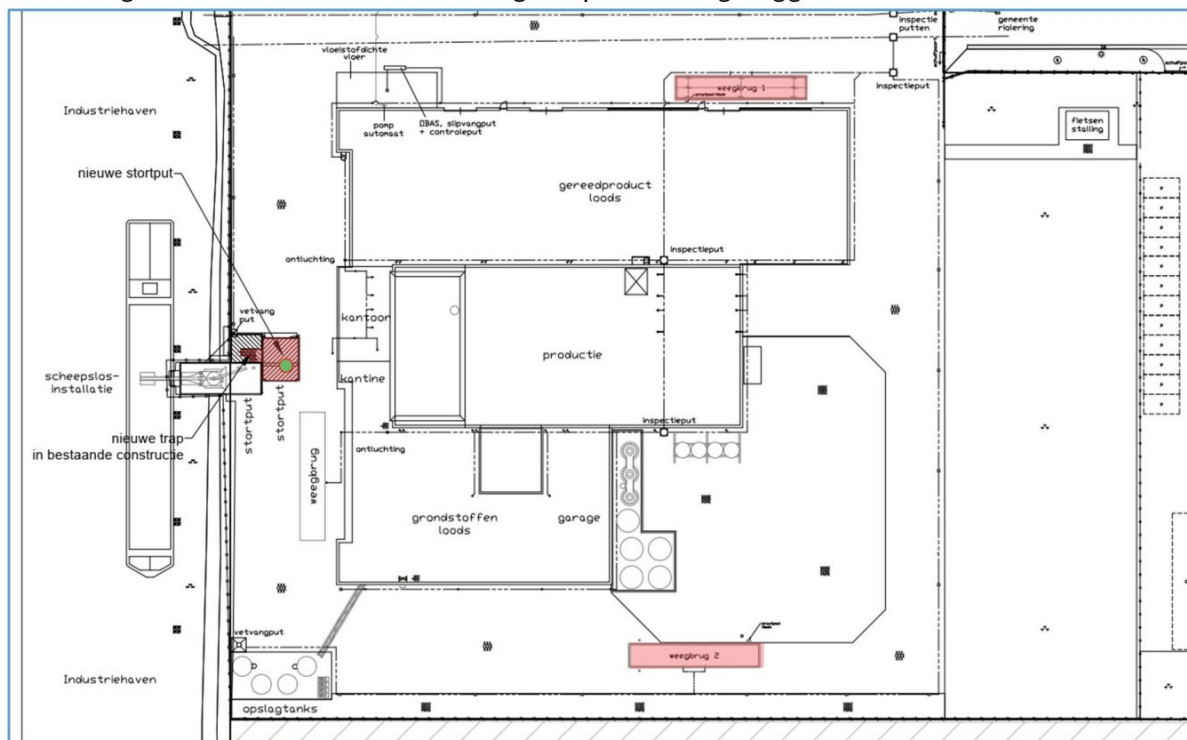 inspectie
putten
gemeente
riolering
schuifpoort
vloeistofdichte
vloer
weegbrug 1
inspectieput
Industriehaven
pomp
automaat
OBAS, slipvangput
+ controleput
fietsen
stalling
nieuwe stortput
gereedproduct
loods
inspectieput
ontluchting
vetvang
put
kantoor
productie
scheepslos-
installatie
kantine
stortput
stortput
nieuwe trap
in bestaande constructie
inspectieput
ontluchting
weegbrug
grondstoffen
loods
garage
vetvangput
weegbrug 2
Industriehaven
opslagtanks